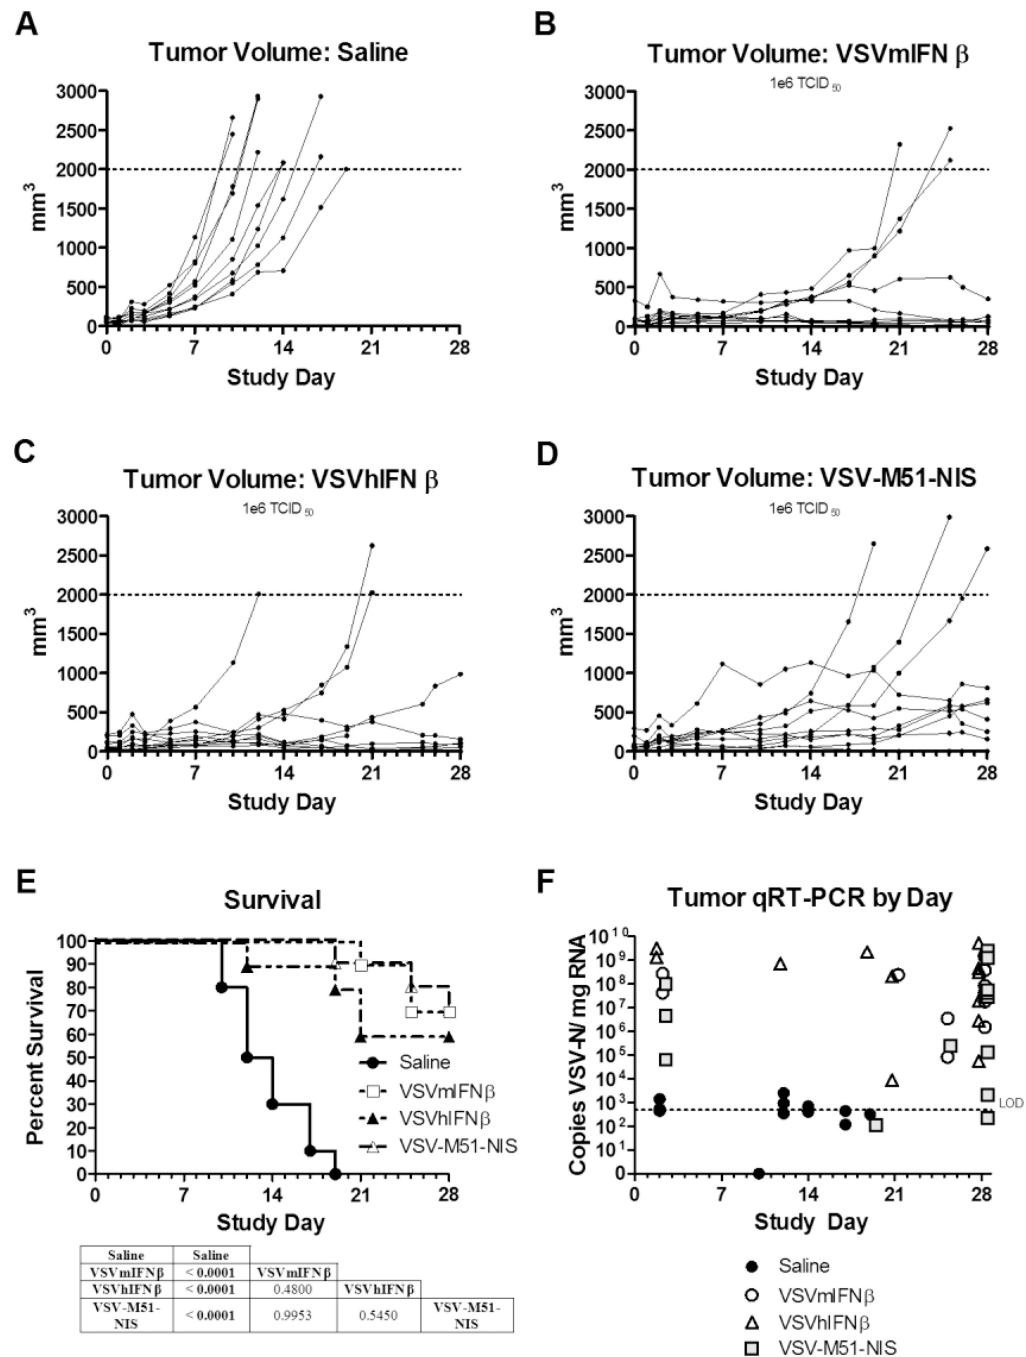 A
Tumor Volume: Saline
3000
2500
2000
1500
1000
500
0
mm3
0 7 14 21 28
Study Day
B
Tumor Volume: VSVmIFN β
1e6 TCID 50
3000
2500
2000
1500
1000
500
0
mm3
0 7 14 21 28
Study Day
C
Tumor Volume: VSVhIFN β
1e6 TCID 50
3000
2500
2000
1500
1000
500
0
mm3
0 7 14 21 28
Study Day
D
Tumor Volume: VSV-M51-NIS
1e6 TCID 50
3000
2500
2000
1500
1000
500
0
mm3
0 7 14 21 28
Study Day
E
Survival
100
90
80
70
60
50
40
30
20
10
0
Percent Survival
Saline
VSVmIFNβ
VSVhIFNβ
VSV-M51-NIS
0 7 14 21 28
Study Day
Saline Saline
VSVmIFNβ < 0.0001 VSVmIFNβ
VSVhIFNβ < 0.0001 0.4800 VSVhIFNβ
VSV-M51-NIS < 0.0001 0.9953 0.5450 VSV-M51-NIS
F
Tumor qRT-PCR by Day
10 10
10 9
10 8
10 7
10 6
10 5
10 4
10 3
10 2
10 1
0
Copies VSV-N/ mg RNA
LOD
0 7 14 21 28
Study Day
Saline
VSVmIFNβ
VSVhIFNβ
VSV-M51-NIS